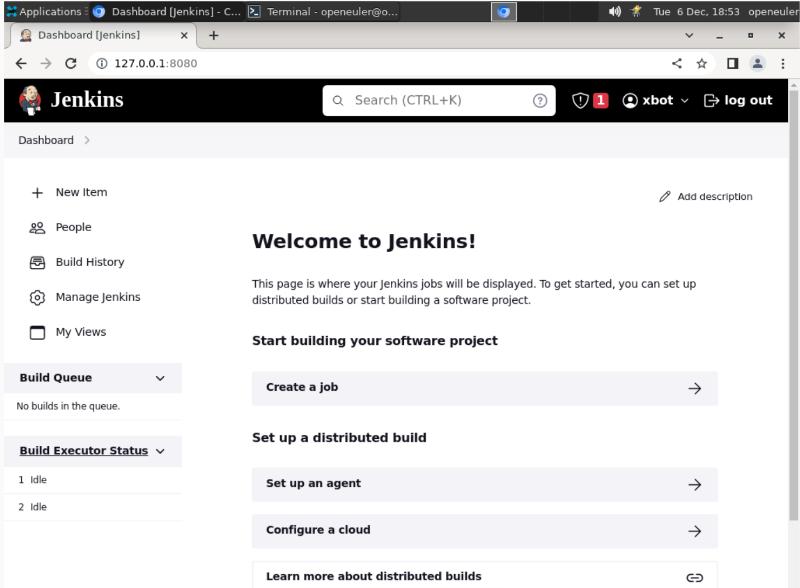 Applications
Dashboard [Jenkins] - C...
Terminal - openeuler@o...
Tue 6 Dec, 18:53
openeuler
Dashboard [Jenkins]
127.0.0.1:8080
Jenkins
Search (CTRL+K)
1
xbot
log out
Dashboard
New Item
People
Build History
Manage Jenkins
My Views
Build Queue
No builds in the queue.
Build Executor Status
1 Idle
2 Idle
Add description
Welcome to Jenkins!
This page is where your Jenkins jobs will be displayed. To get started, you can set up
distributed builds or start building a software project.
Start building your software project
Create a job
Set up a distributed build
Set up an agent
Configure a cloud
Learn more about distributed builds